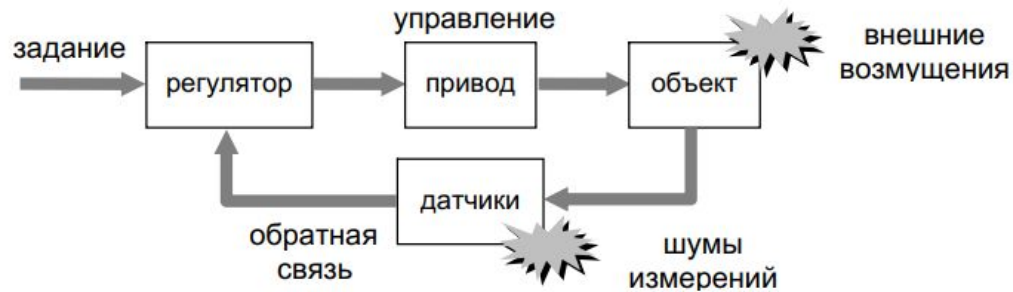 управление
задание
внешние
возмущения
регулятор
привод
объект
датчики
обратная
связь
шумы
измерений